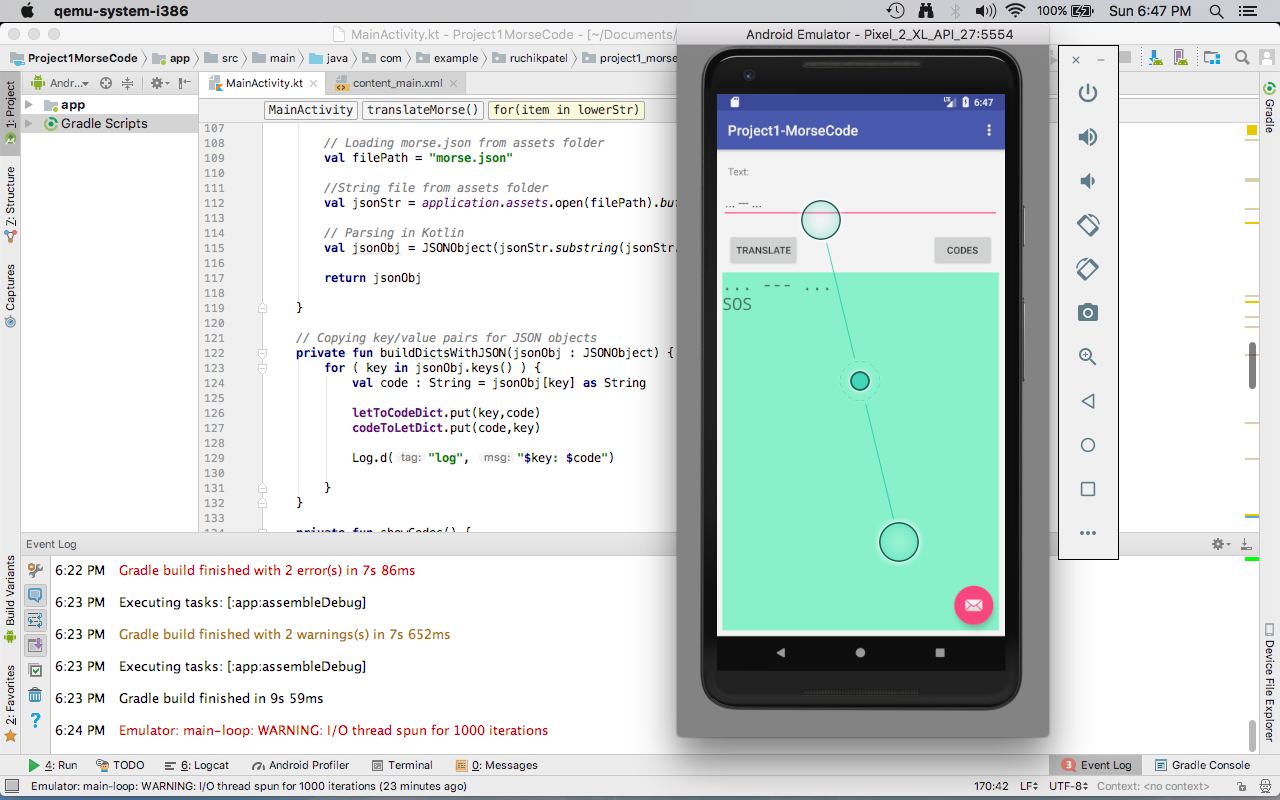 qemu-system-i386
100%
Sun 6:47 PM
MainActivity.kt - Project1MorseCode - [~/Documents/
Android Emulator - Pixel_2_XL_API_27:5554
Project1MorseCode
app
src
main
java
com
example
ruchikpatel
project1_morse
Andr...
MainActivity.kt
content_main.xml
1: Project
Z: Structure
Captures
Build Variants
2: Favorites
app
Gradle Scripts
MainActivity
translateMorse()
for(item in lowerStr)
107
108 // Loading morse.json from assets folder
109 val filePath = "morse.json"
110
111 //String file from assets folder
112 val jsonStr = application.assets.open(filePath).bu
113
114 // Parsing in Kotlin
115 val jsonObj = JSONObject(jsonStr.substring(jsonStr.
116
117 return jsonObj
118
119 }
120
121 // Copying key/value pairs for JSON objects
122 private fun buildDictsWithJSON(jsonObj : JSONObject) {
123 for ( key in jsonObj.keys() ) {
124 val code : String = jsonObj[key] as String
125
126 letToCodeDict.put(key,code)
127 codeToLetDict.put(code,key)
128
129 Log.d( tag: "log", msg: "$key: $code")
130
131 }
132 }
133
private fun showCodes() {
6:47
Project1-MorseCode
Text:
... --- ...
TRANSLATE
CODES
... --- ...
SOS
Gradle
Device File Explorer
Event Log
6:22 PM Gradle build finished with 2 error(s) in 7s 86ms
6:23 PM Executing tasks: [:app:assembleDebug]
6:23 PM Gradle build finished with 2 warnings(s) in 7s 652ms
6:23 PM Executing tasks: [:app:assembleDebug]
6:23 PM Gradle build finished in 9s 59ms
6:24 PM Emulator: main-loop: WARNING: I/O thread spun for 1000 iterations
4: Run
TODO
6: Logcat
Android Profiler
Terminal
0: Messages
3 Event Log
Gradle Console
Emulator: main-loop: WARNING: I/O thread spun for 1000 iterations (23 minutes ago)
170:42
LF
UTF-8
Context: <no context>